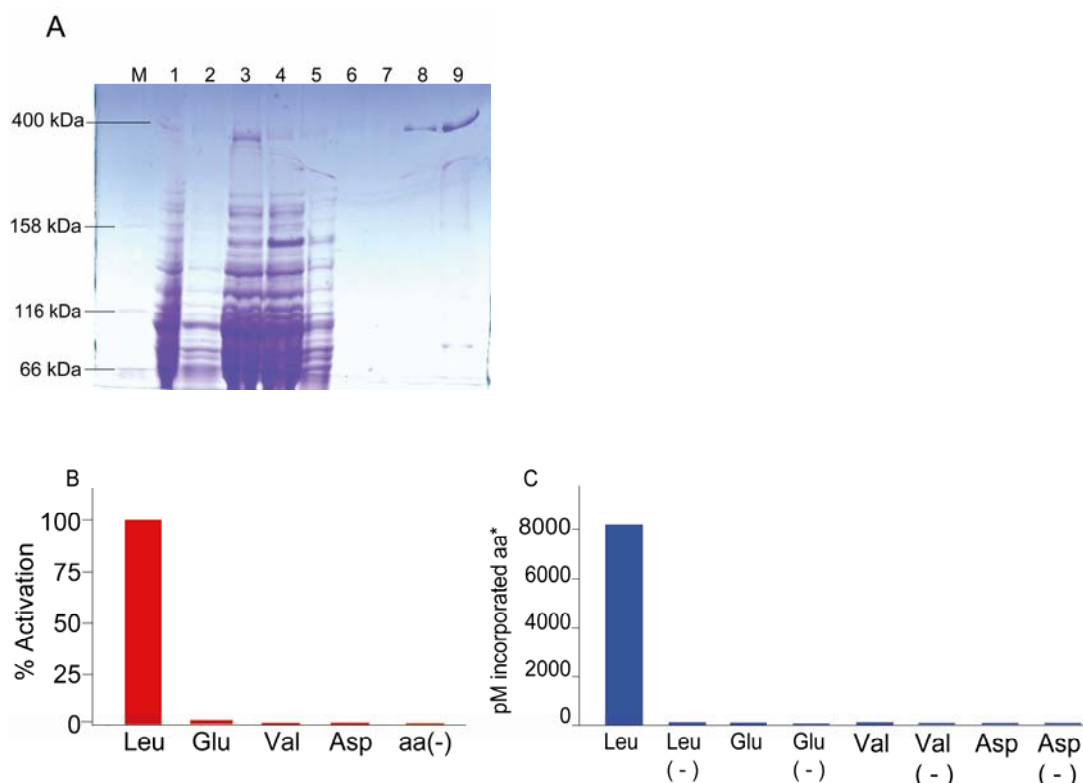 A
M 1 2 3 4 5 6 7 8 9
400 kDa
158 kDa
116 kDa
66 kDa
B
% Activation
100
75
50
25
0
Leu Glu Val Asp aa(-)
C
pM incorporated aa*
8000
6000
4000
2000
0
Leu Leu Glu Glu Val Val Asp Asp
(-) (-) (-) (-)